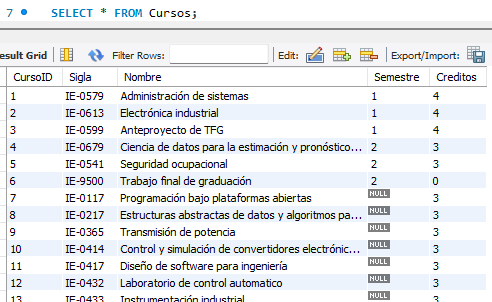 7 SELECT * FROM Cursos;
esult Grid Filter Rows: Edit: Export/Import:
CursoID Sigla Nombre Semestre Creditos
1 IE-0579 Administración de sistemas 1 4
2 IE-0613 Electrónica industrial 1 4
3 IE-0599 Anteproyecto de TFG 1 4
4 IE-0679 Ciencia de datos para la estimación y pronóstico... 2 3
5 IE-0541 Seguridad ocupacional 2 3
6 IE-9500 Trabajo final de graduación 2 0
7 IE-0117 Programación bajo plataformas abiertas NULL 3
8 IE-0217 Estructuras abstractas de datos y algoritmos pa... NULL 3
9 IE-0365 Transmisión de potencia NULL 3
10 IE-0414 Control y simulación de convertidores electrónic... NULL 3
11 IE-0417 Diseño de software para ingeniería NULL 3
12 IE-0432 Laboratorio de control automatico NULL 3
13 IE-0433 Instrumentación industrial NULL 3